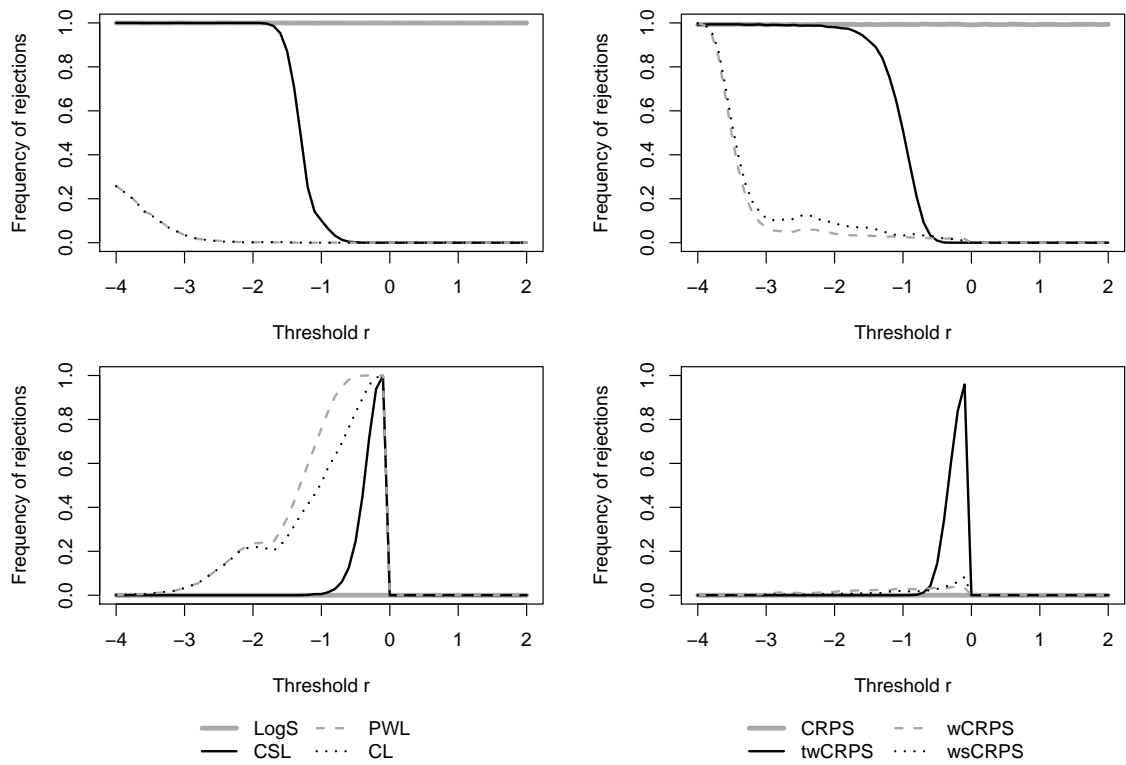 Frequency of rejections
0.0 0.2 0.4 0.6 0.8 1.0
−4 −3 −2 −1 0 1 2
Threshold r
Frequency of rejections
0.0 0.2 0.4 0.6 0.8 1.0
−4 −3 −2 −1 0 1 2
Threshold r
Frequency of rejections
0.0 0.2 0.4 0.6 0.8 1.0
−4 −3 −2 −1 0 1 2
Threshold r
Frequency of rejections
0.0 0.2 0.4 0.6 0.8 1.0
−4 −3 −2 −1 0 1 2
Threshold r
LogS PWL
CSL CL
CRPS wCRPS
twCRPS wsCRPS